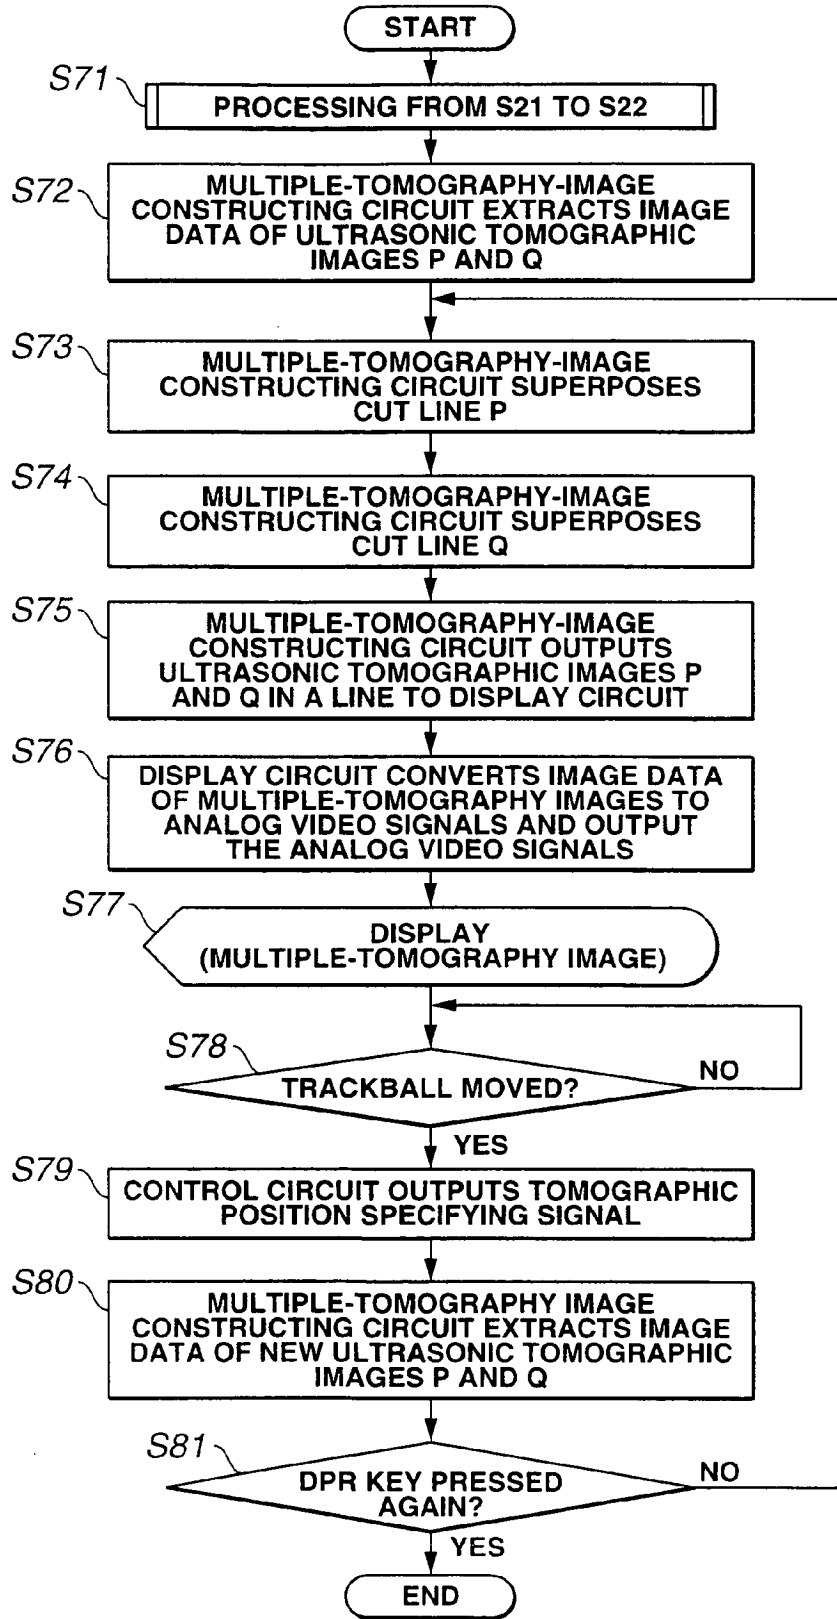 START
S71
PROCESSING FROM S21 TO S22
S72
MULTIPLE-TOMOGRAPHY-IMAGE
CONSTRUCTING CIRCUIT EXTRACTS IMAGE
DATA OF ULTRASONIC TOMOGRAPHIC
IMAGES P AND Q
S73
MULTIPLE-TOMOGRAPHY-IMAGE
CONSTRUCTING CIRCUIT SUPERPOSES
CUT LINE P
S74
MULTIPLE-TOMOGRAPHY-IMAGE
CONSTRUCTING CIRCUIT SUPERPOSES
CUT LINE Q
S75
MULTIPLE-TOMOGRAPHY-IMAGE
CONSTRUCTING CIRCUIT OUTPUTS
ULTRASONIC TOMOGRAPHIC IMAGES P
AND Q IN A LINE TO DISPLAY CIRCUIT
S76
DISPLAY CIRCUIT CONVERTS IMAGE DATA
OF MULTIPLE-TOMOGRAPHY IMAGES TO
ANALOG VIDEO SIGNALS AND OUTPUT
THE ANALOG VIDEO SIGNALS
S77
DISPLAY
(MULTIPLE-TOMOGRAPHY IMAGE)
S78
TRACKBALL MOVED?
NO
YES
S79
CONTROL CIRCUIT OUTPUTS TOMOGRAPHIC
POSITION SPECIFYING SIGNAL
S80
MULTIPLE-TOMOGRAPHY IMAGE
CONSTRUCTING CIRCUIT EXTRACTS IMAGE
DATA OF NEW ULTRASONIC TOMOGRAPHIC
IMAGES P AND Q
S81
DPR KEY PRESSED
AGAIN?
NO
YES
END